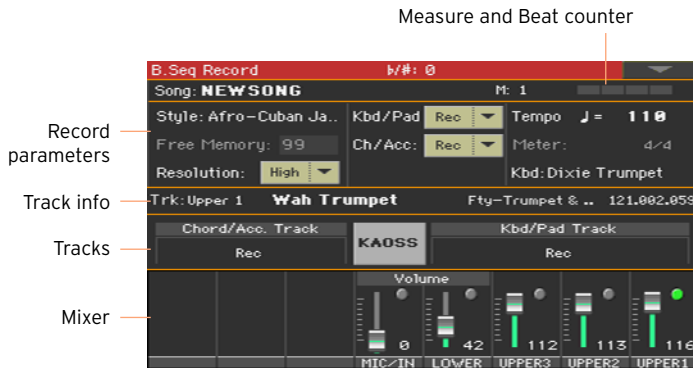 Measure and Beat counter
B.Seq Record ♭/#: 0
Song: NEWSONG M: 1
Style: Afro-Cuban Ja.. Kbd/Pad Rec Tempo ♩= 110
Free Memory: 99 Ch/Acc: Rec Meter: 4/4
Resolution: High Kbd: Dixie Trumpet
Record parameters
Track info
Trk: Upper 1 Wah Trumpet Fty-Trumpet & .. 121.002.059
Tracks
Chord/Acc. Track KAOSS Kbd/Pad Track
Rec Rec
Mixer
Volume
0 42 112 113 116
MIC/IN LOWER UPPER3 UPPER2 UPPER1